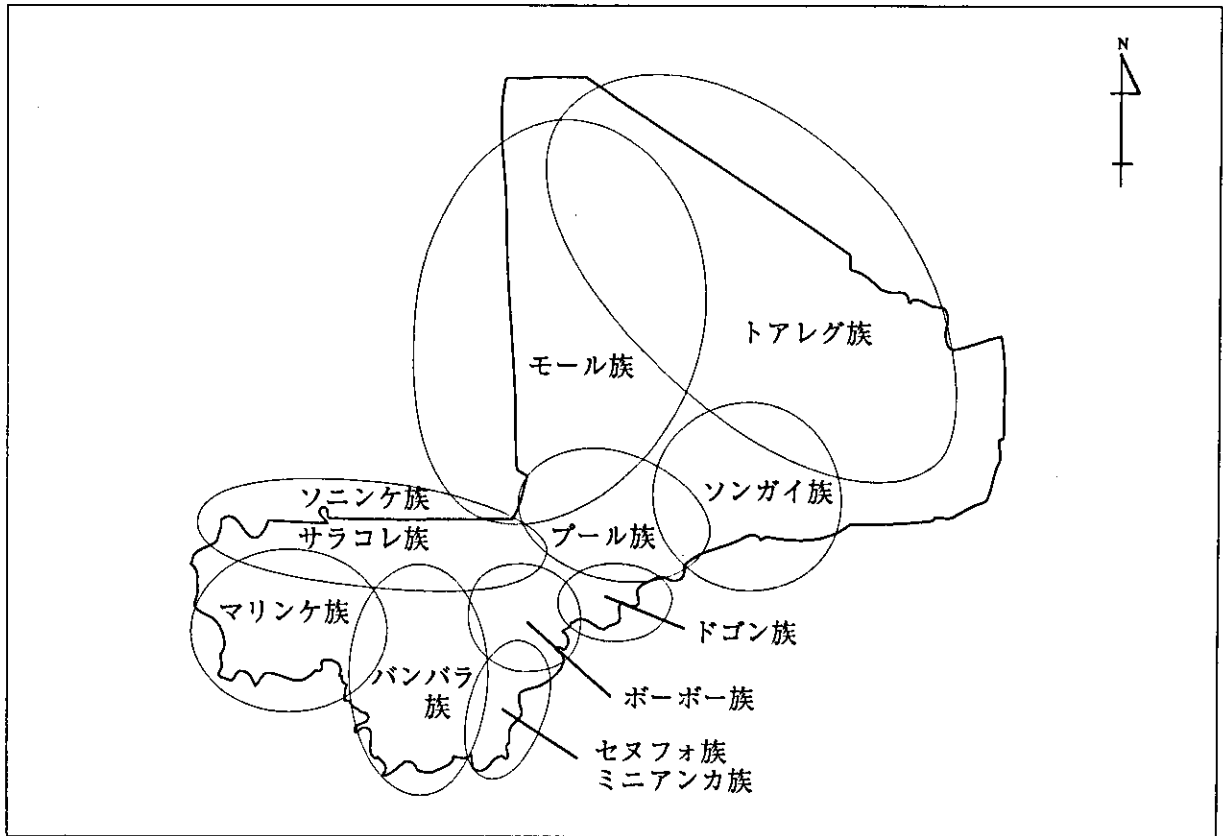 N
トアレグ族
モール族
ソンガイ族
ソニンケ族
サラコレ族
プール族
マリンケ族
ドゴン族
バンバラ
族
ボーボー族
セヌフォ族
ミニアンカ族